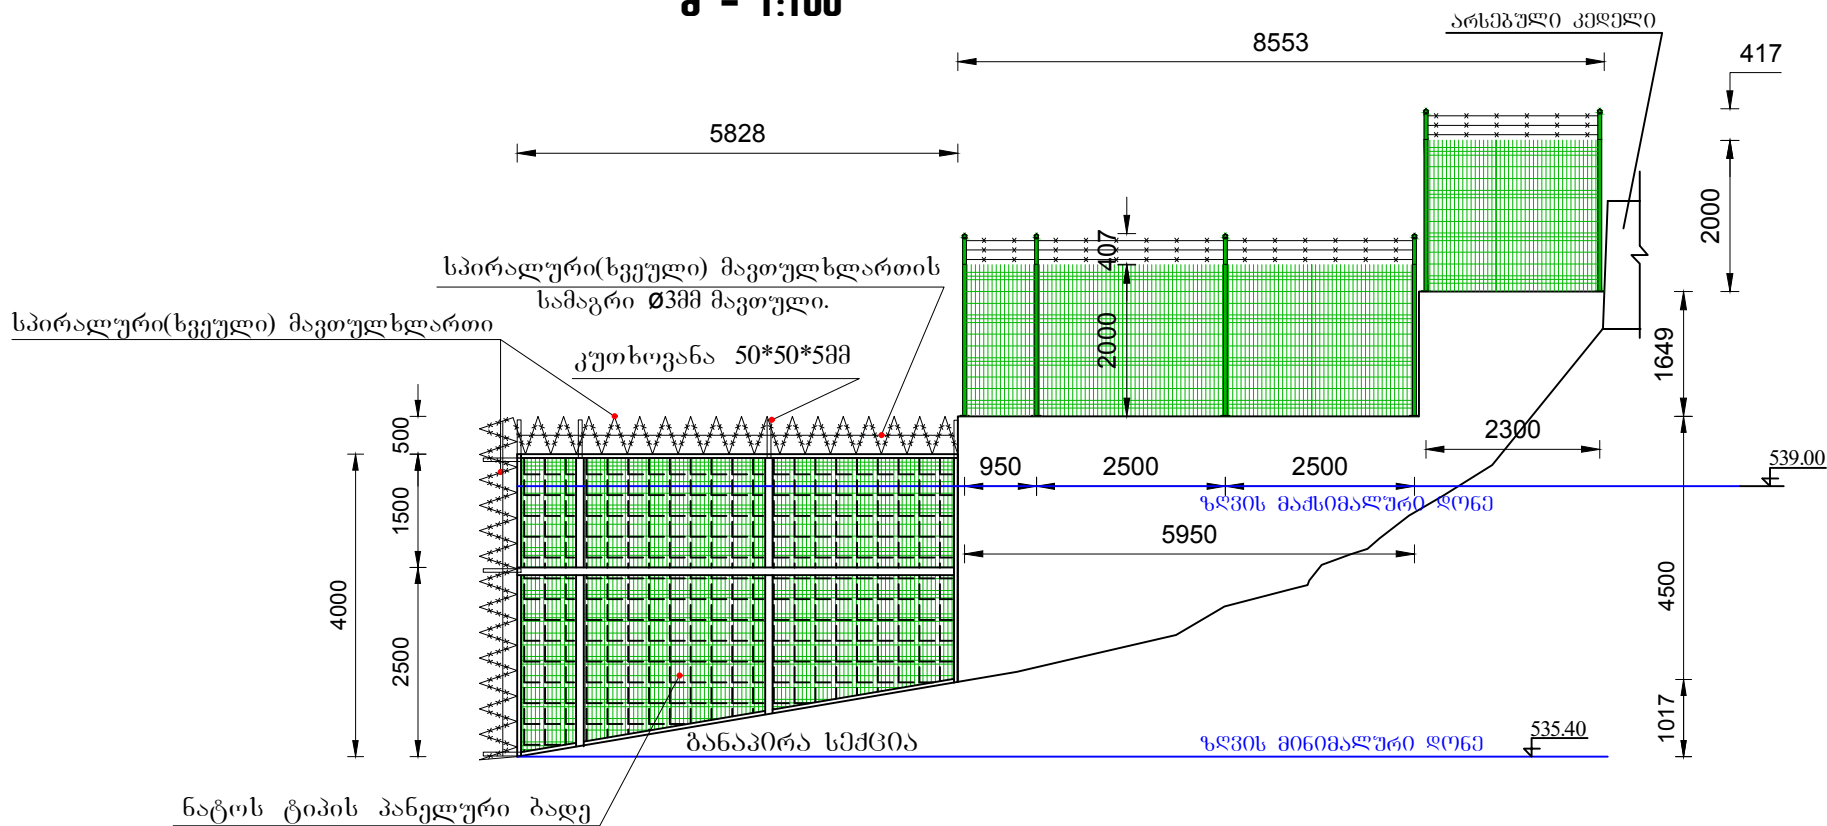 მ - 1:100
არსებული კედელი
8553
417
5828
2000
407
სპირალური(ხვეული) მავთულხლართის
სამაგრი Ø3მმ მავთული.
სპირალური(ხვეული) მავთულხლართი
2000
1649
კუთხოვანა 50*50*5მმ
500
2300
950
2500
2500
539.00
1500
ზღვის მაქსიმალური დონე
5950
4000
4500
2500
განაპირა სექცია
ზღვის მინიმალური დონე
535.40
1017
ნატოს ტიპის პანელური ბადე